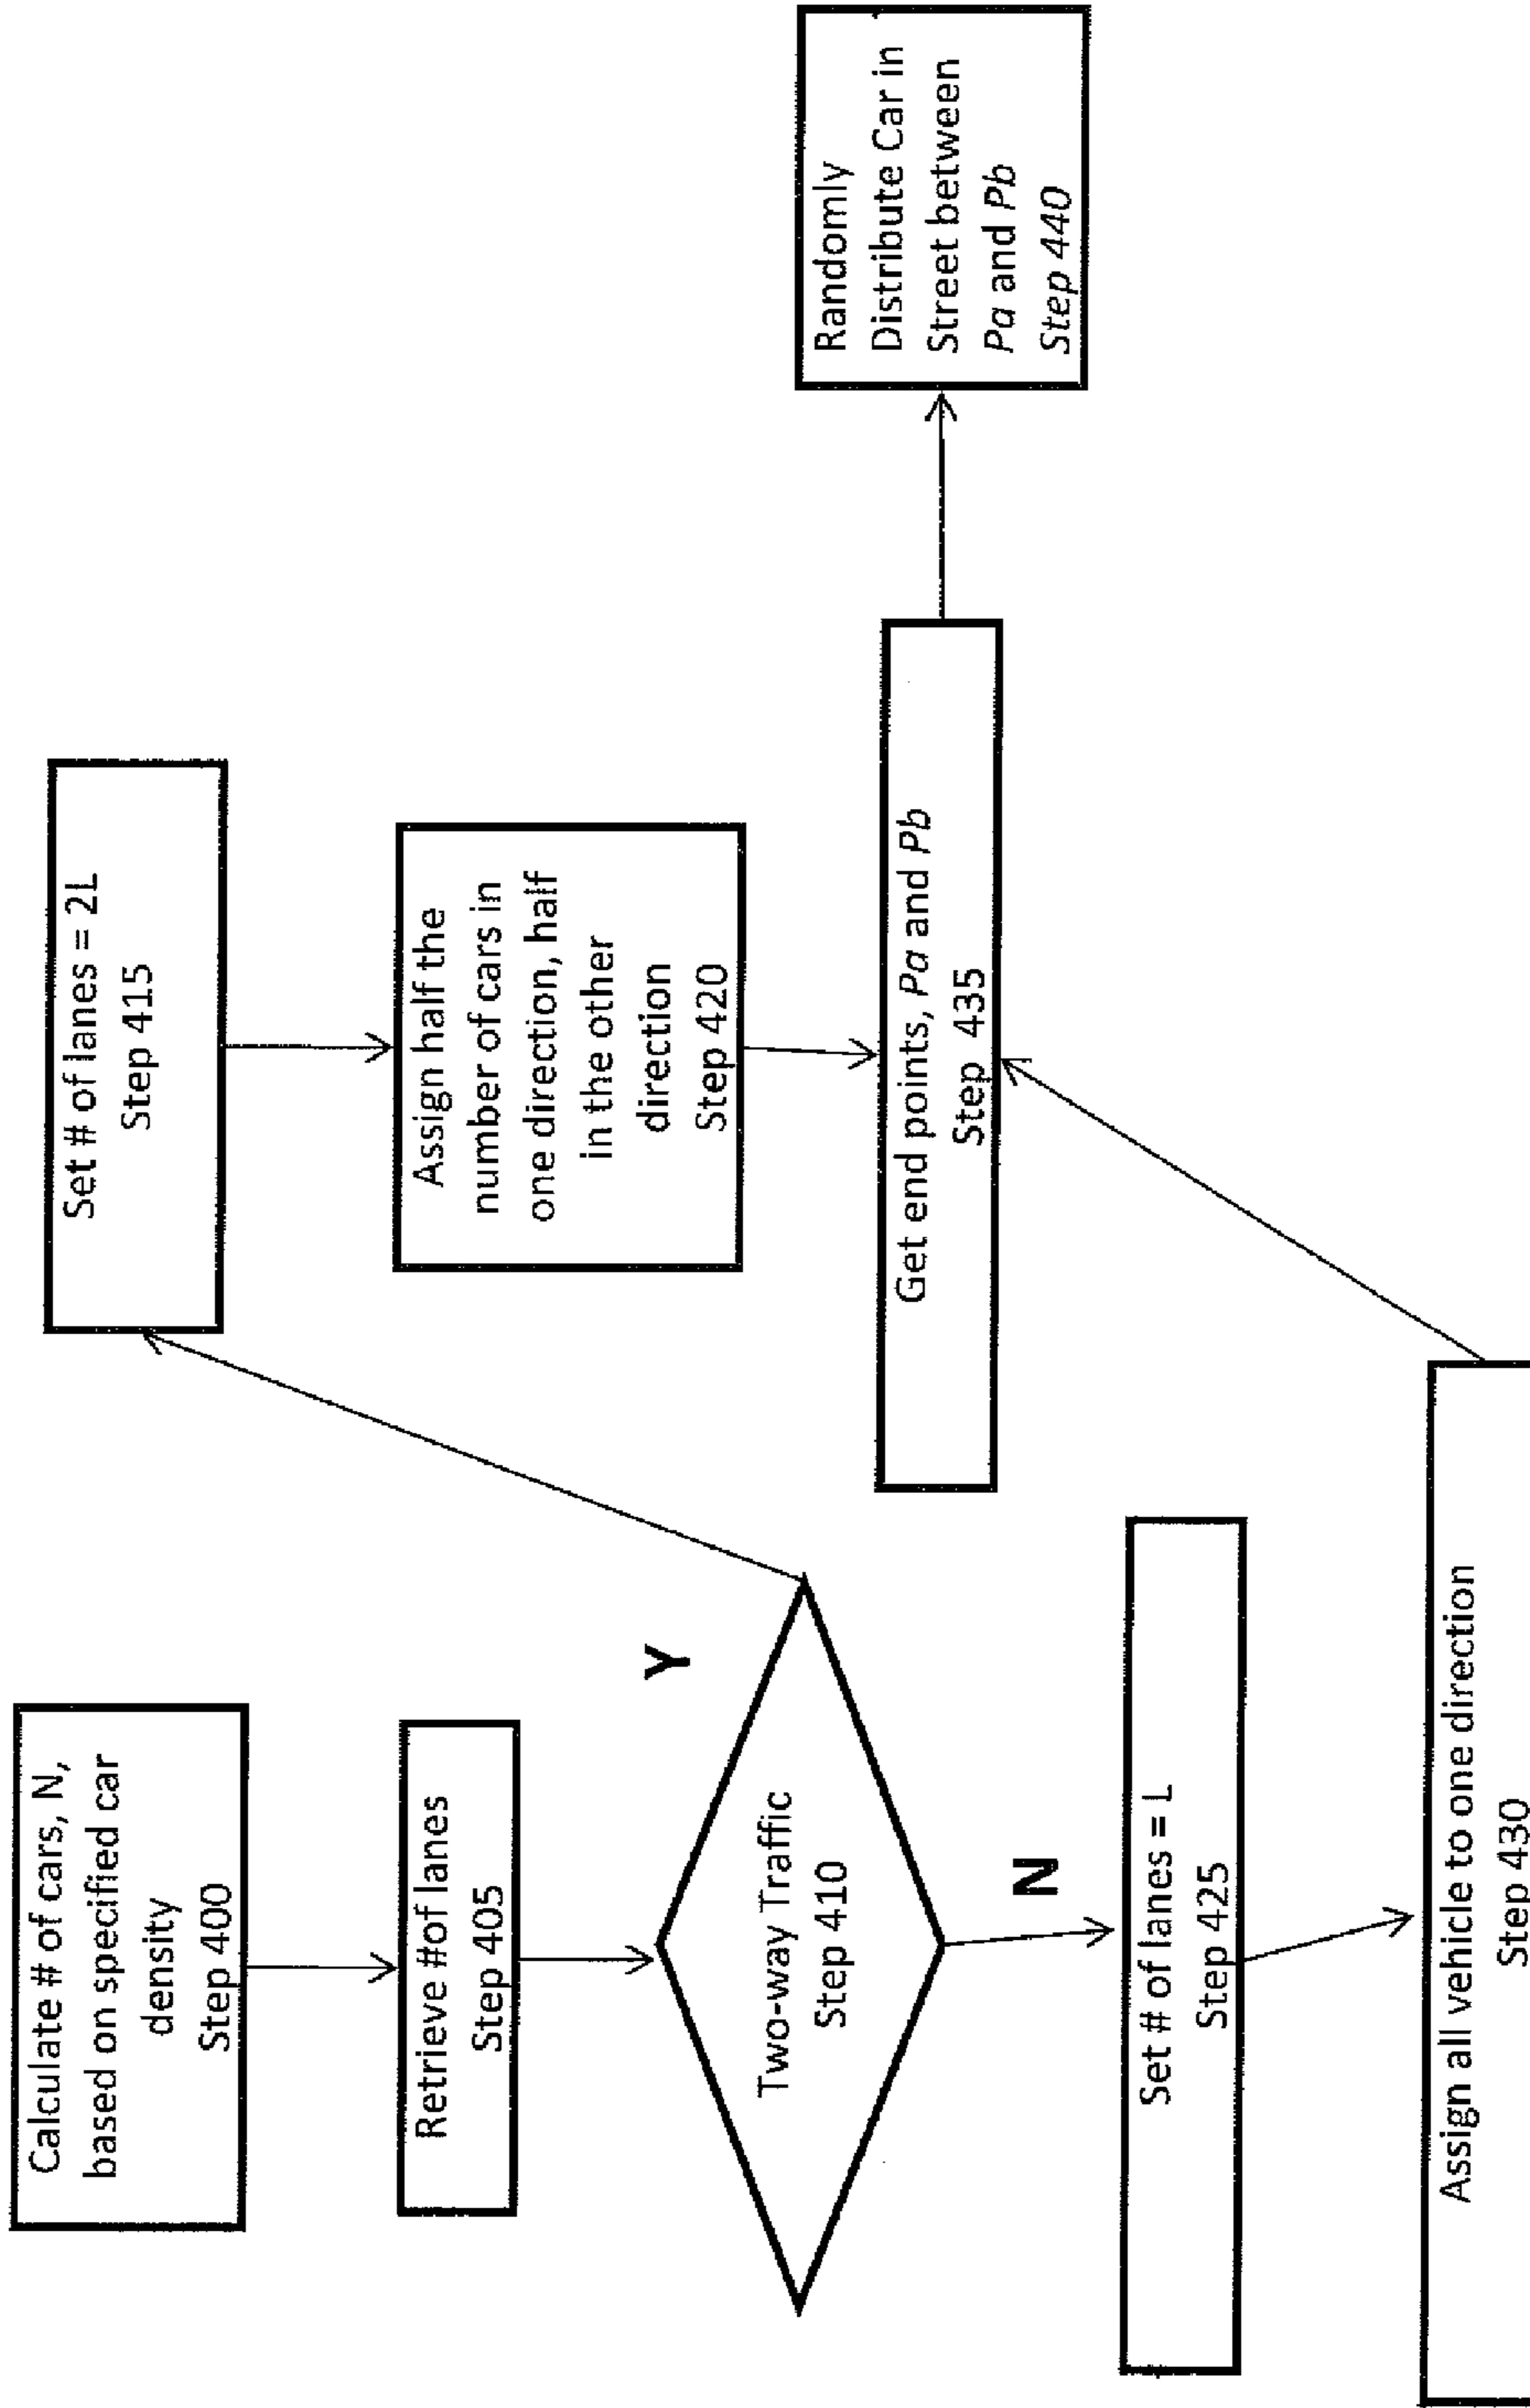 Calculate # of cars, N,
based on specified car
density
Step 400
Retrieve #of lanes
Step 405
Two-way Traffic
Step 410
Y
N
Set # of lanes = 2L
Step 415
Assign half the
number of cars in
one direction, half
in the other
direction
Step 420
Set # of lanes = L
Step 425
Assign all vehicle to one direction
Step 430
Get end points, Pa and Pb
Step 435
Randomly
Distribute Car in
Street between
Pa and Pb
Step 440